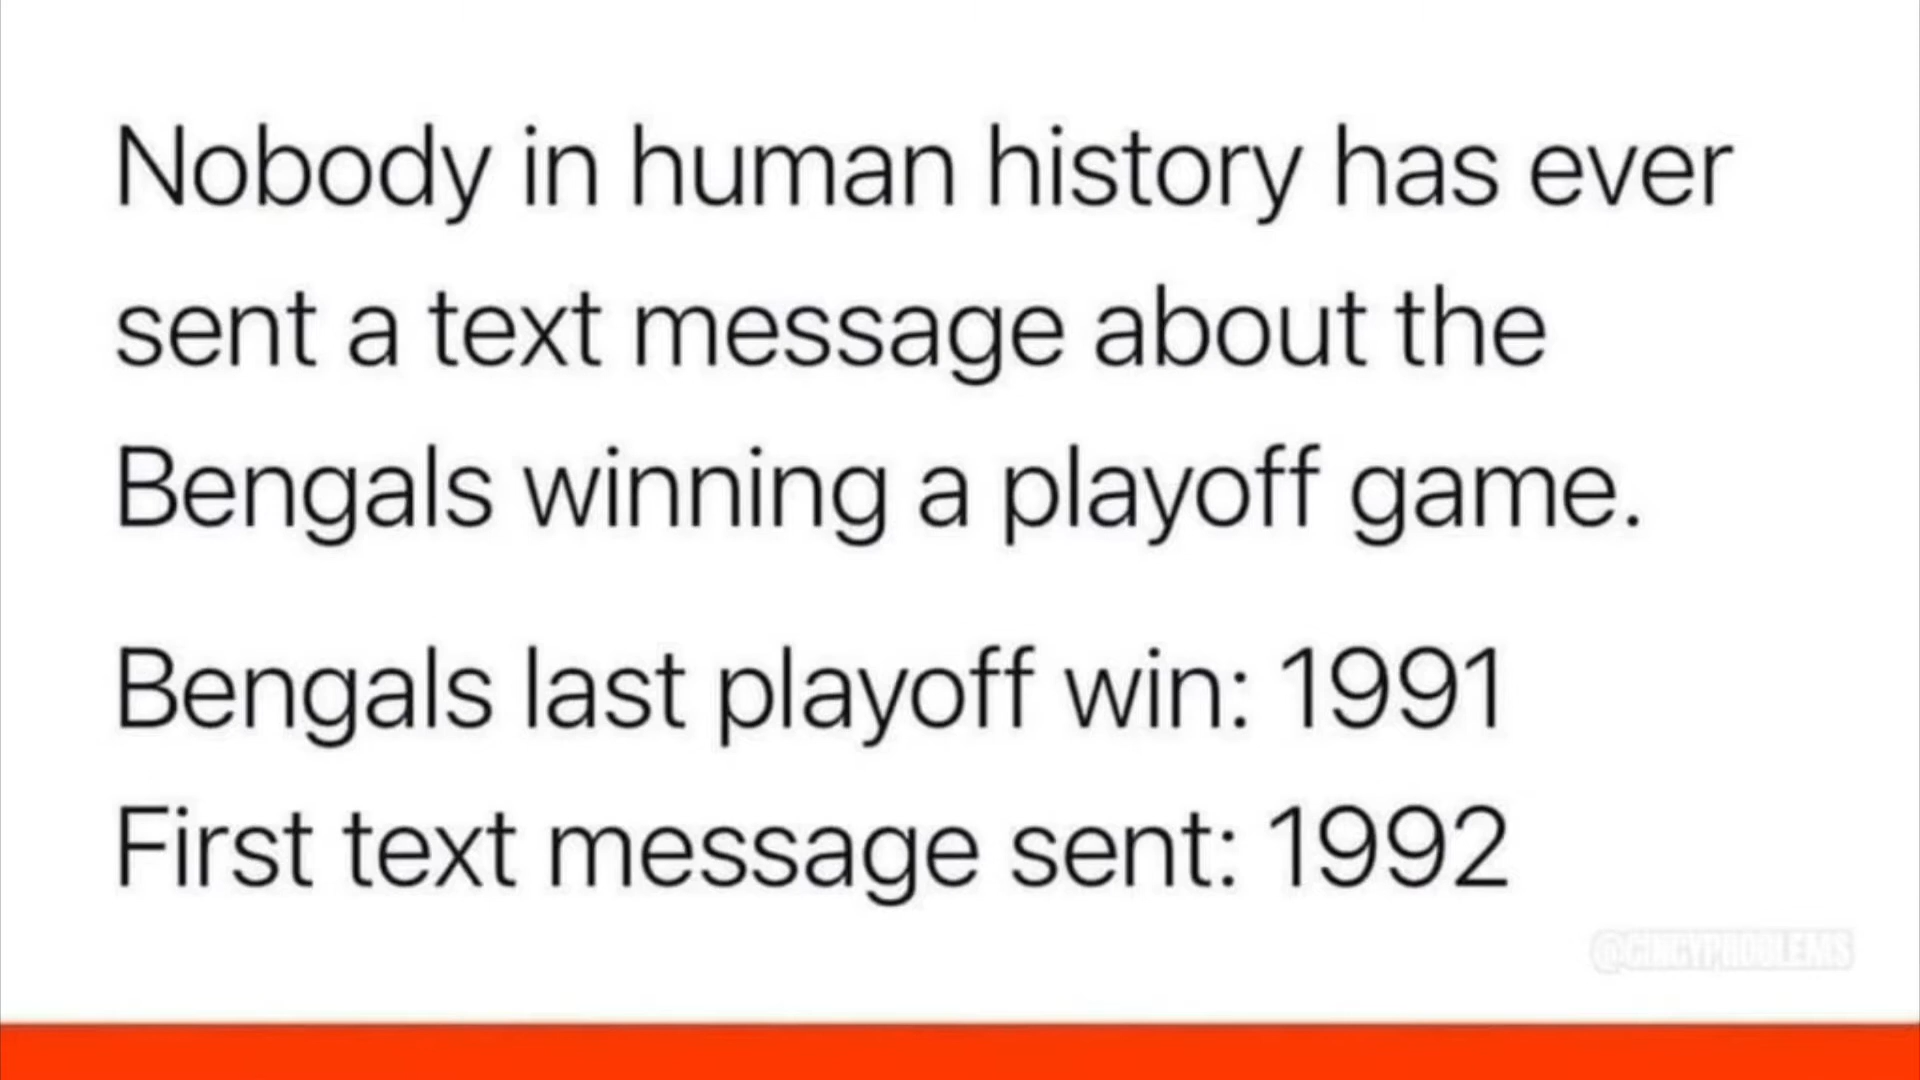 Nobody in human history has ever
sent a text message about the
Bengals winning a playoff game.
Bengals last playoff win: 1991
First text message sent: 1992
@CINCYPROBLEMS